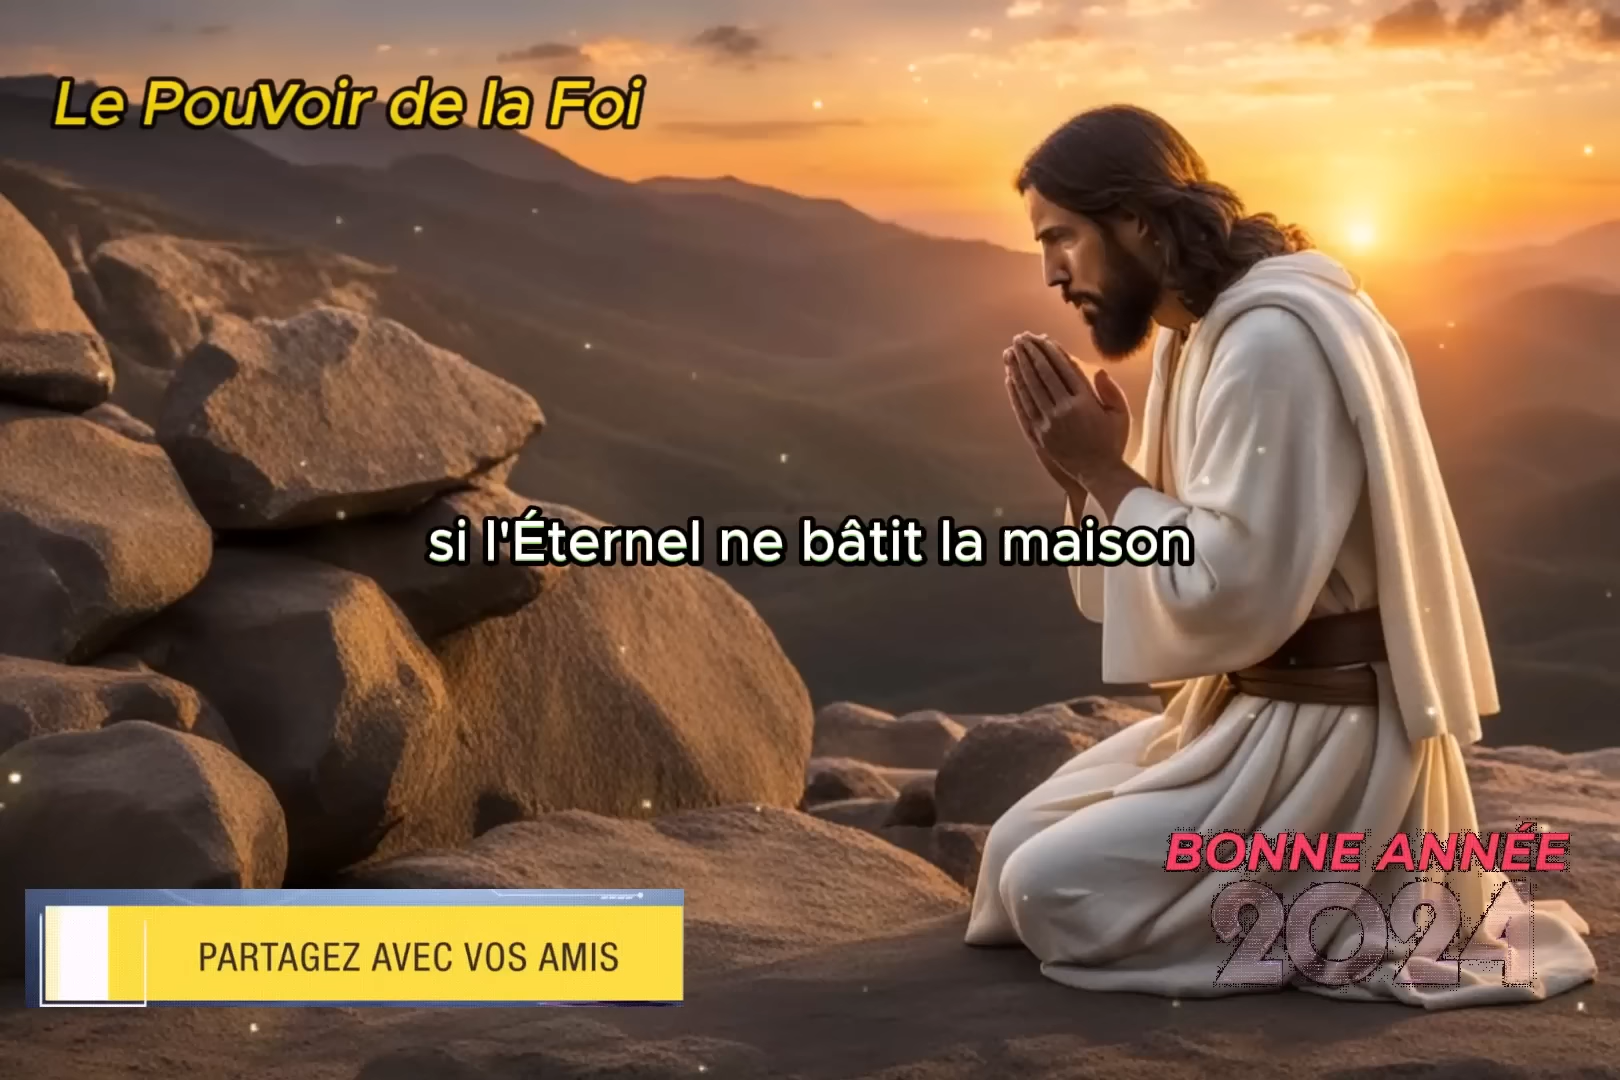 Le PouVoir de la Foi
si l'Éternel ne bâtit la maison
BONNE ANNÉE
2024
PARTAGEZ AVEC VOS AMIS